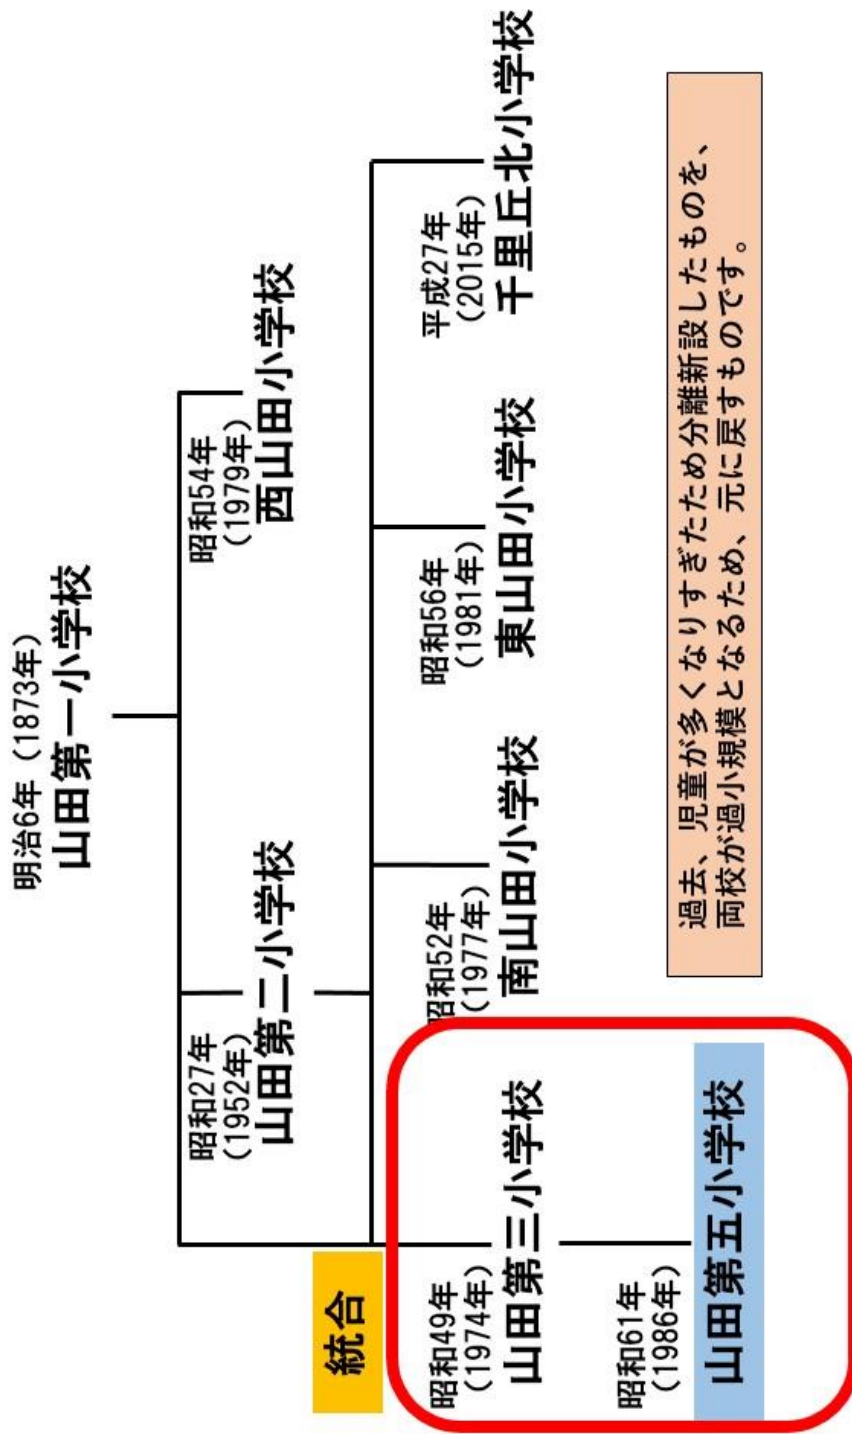 明治6年（1873年）
山田第一小学校
昭和27年
（1952年）
山田第二小学校
昭和54年
（1979年）
西山田小学校
統合
昭和49年
（1974年）
山田第三小学校
昭和52年
（1977年）
南山田小学校
昭和56年
（1981年）
東山田小学校
平成27年
（2015年）
千里丘北小学校
昭和61年
（1986年）
山田第五小学校
過去、児童が多くなりすぎたため分離新設したものを、
両校が過小規模となるため、元に戻すものです。